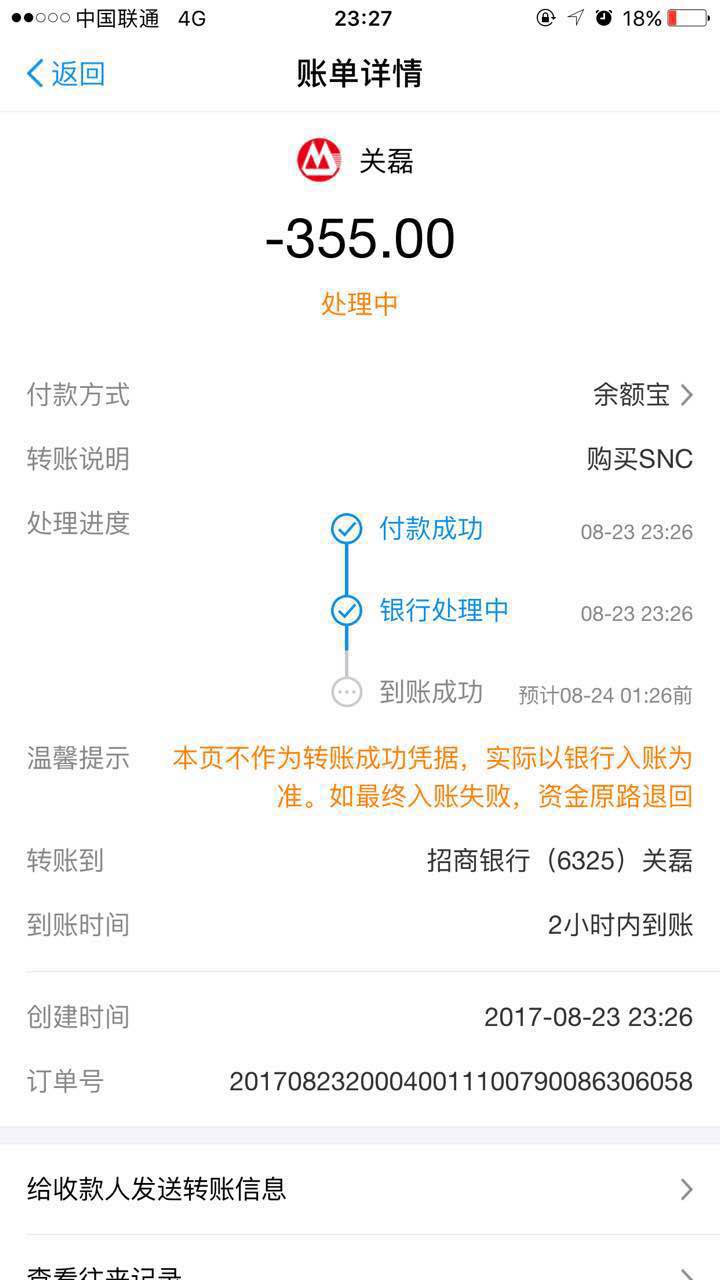 中国联通 4G 23:27 18%
返回 账单详情
关磊
-355.00
处理中
付款方式 余额宝
转账说明 购买SNC
处理进度 付款成功 08-23 23:26
银行处理中 08-23 23:26
到账成功 预计08-24 01:26前
温馨提示 本页不作为转账成功凭据，实际以银行入账为
准。如最终入账失败，资金原路退回
转账到 招商银行（6325）关磊
到账时间 2小时内到账
创建时间 2017-08-23 23:26
订单号 20170823200040011100790086306058
给收款人发送转账信息
查看往来记录